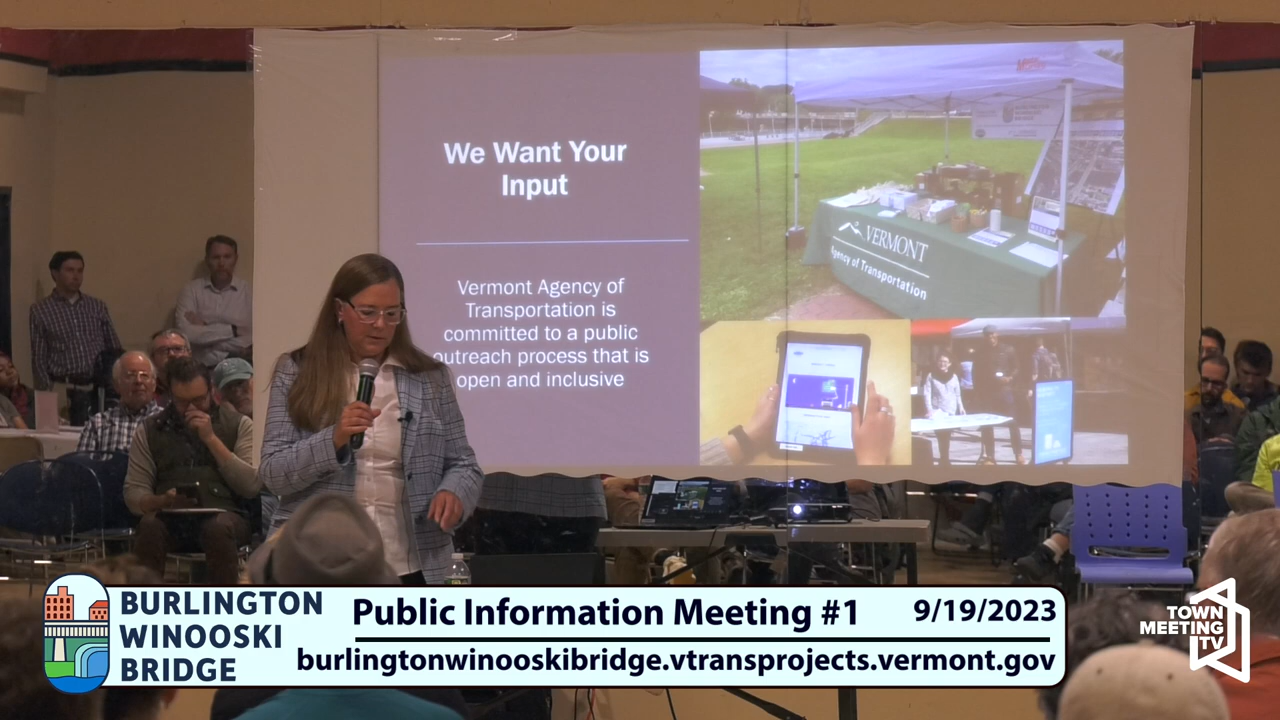 We Want Your
Input
Vermont Agency of
Transportation is
committed to a public
outreach process that is
open and inclusive
VERMONT
Agency of Transportation
BURLINGTON
WINOOSKI
BRIDGE
Public Information Meeting #1
9/19/2023
burlingtonwinooskibridge.vtransprojects.vermont.gov
TOWN
MEETING
TV